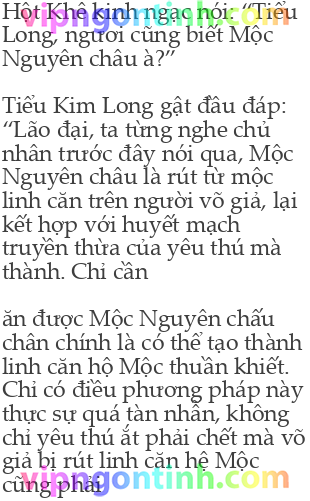 vipngontinh.com
Hột Khê kinh ngạc nói: “Tiểu
Long, ngươi cũng biết Mộc
Nguyên châu à?”
Tiểu Kim Long gật đầu đáp:
“Lão đại, ta từng nghe chủ
nhân trước đây nói qua, Mộc
Nguyên châu là rút từ mộc
linh căn trên người võ giả, lại
kết hợp với huyết mạch
truyền thừa của yêu thú mà
thành. Chỉ cần
ăn được Mộc Nguyên chấu
chân chính là có thể tạo thành
linh căn hộ Mộc thuần khiết.
Chỉ có điều phương pháp này
thực sự quá tàn nhẫn, không
chỉ yêu thú ắt phải chết mà võ
giả bị rút linh căn hệ Mộc
cũng phải
vipngontinh.com